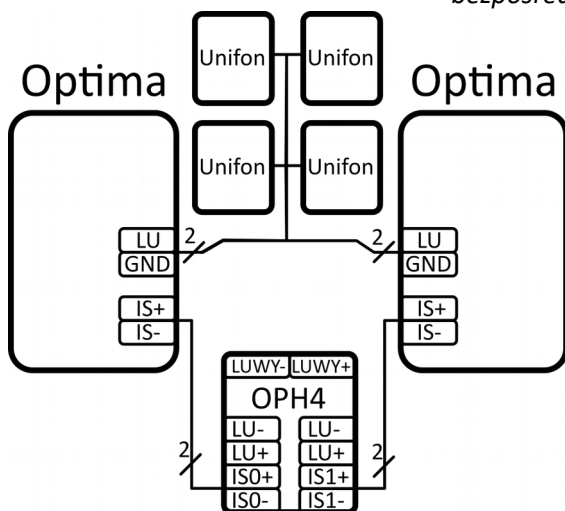 bezpośred
Optima
Optima
Unifon
Unifon
Unifon
Unifon
LU
GND
IS+
IS-
2
2
LU
GND
IS+
IS-
LUWY-
LUWY+
OPH4
LU-
LU+
IS0+
IS0-
LU-
LU+
IS1+
IS1-
2
2